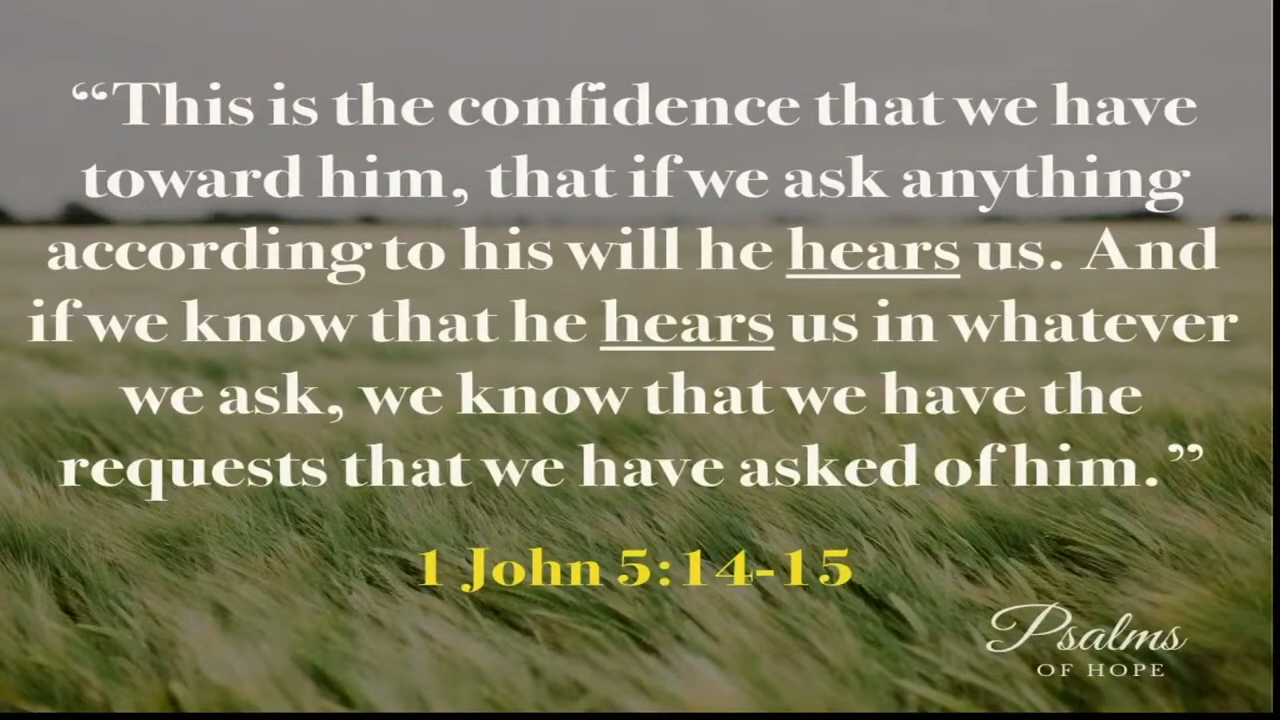 “This is the confidence that we have
toward him, that if we ask anything
according to his will he hears us. And
if we know that he hears us in whatever
we ask, we know that we have the
requests that we have asked of him.”
1 John 5:14-15
Psalms
OF HOPE